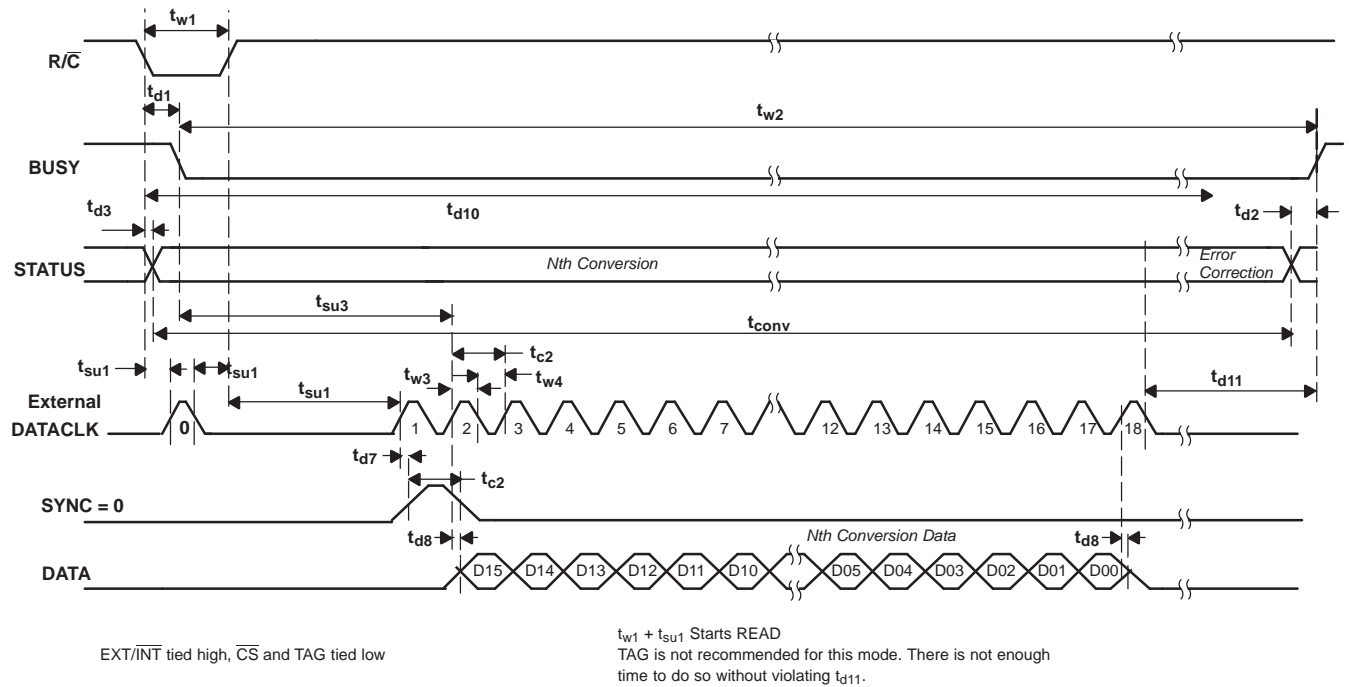 tw1
R/C̅
td1
tw2
BUSY
td10
td3
td2
STATUS
Nth Conversion
Error
Correction
tsu3
tconv
tc2
tsu1
tsu1
tsu1
tw3
tw4
td11
External
DATACLK
0 1 2 3 4 5 6 7 12 13 14 15 16 17 18
td7
tc2
SYNC = 0
td8
Nth Conversion Data
td8
DATA
D15 D14 D13 D12 D11 D10 D05 D04 D03 D02 D01 D00
EXT/I̅N̅T̅ tied high, C̅S̅ and TAG tied low
tw1 + tsu1 Starts READ
TAG is not recommended for this mode. There is not enough
time to do so without violating td11.